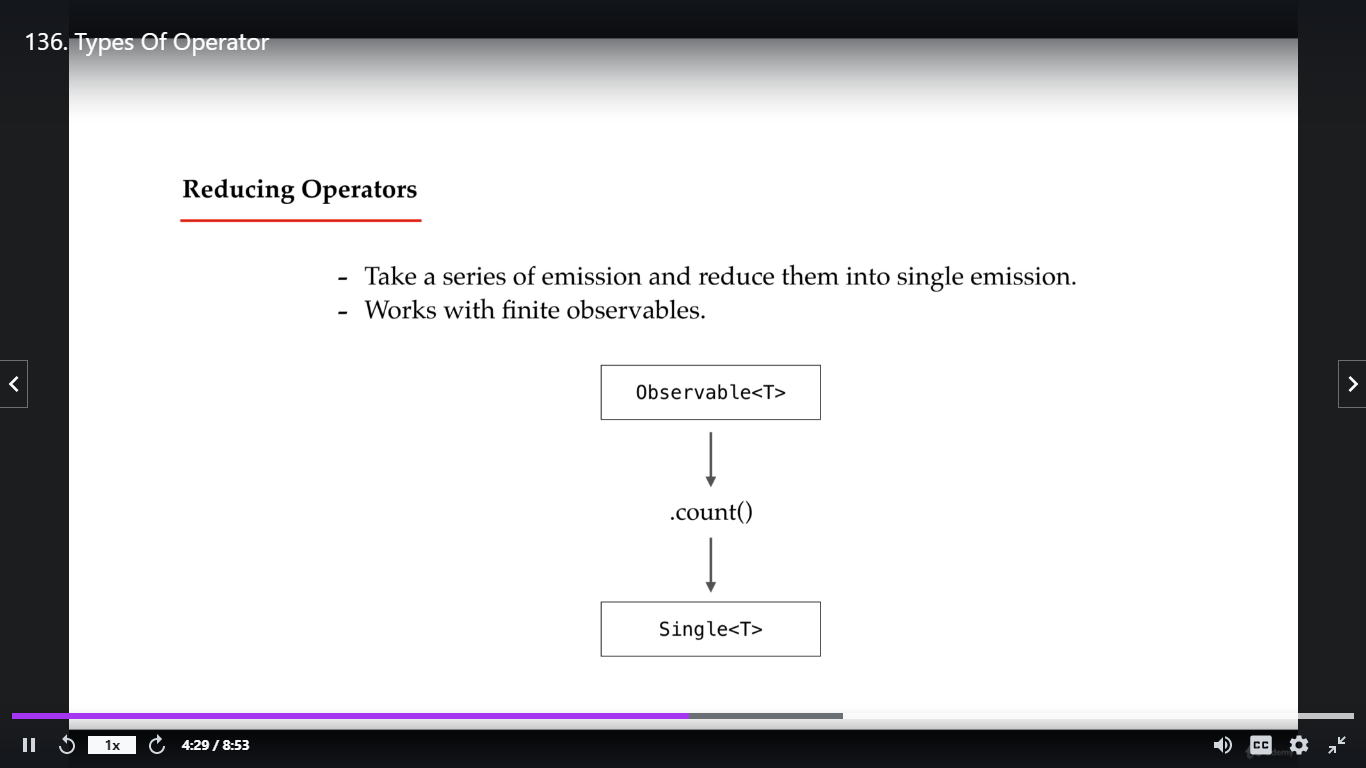 136. Types Of Operator
Reducing Operators
- Take a series of emission and reduce them into single emission.
- Works with finite observables.
Observable<T>
.count()
Single<T>
1x
4:29 / 8:53
CC